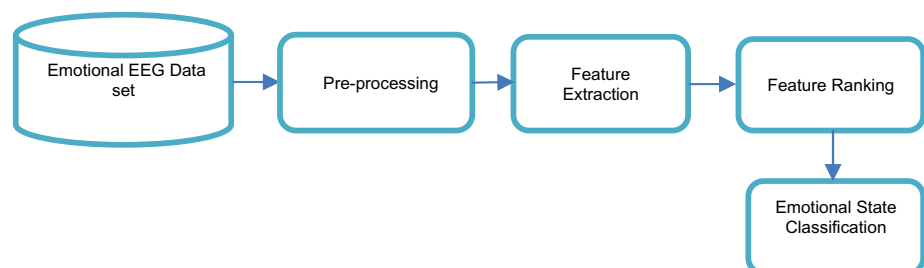 Emotional EEG Data
set
Pre-processing
Feature
Extraction
Feature Ranking
Emotional State
Classification